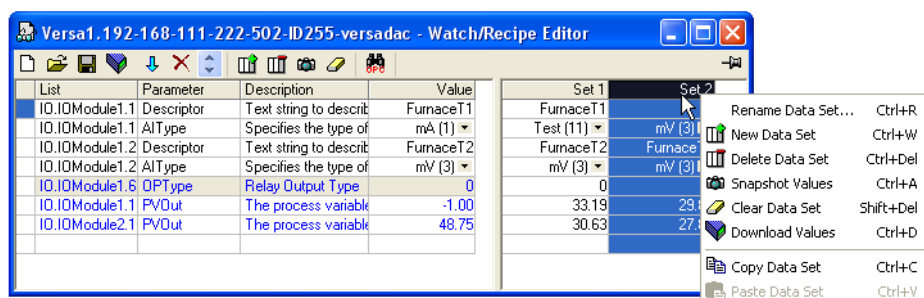 Versa1.192-168-111-222-502-ID255-versadac - Watch/Recipe Editor
OPC
List Parameter Description Value Set 1 Set 2
IO.IOModule1.1 Descriptor Text string to describ FurnaceT1 FurnaceT1
IO.IOModule1.1 AIType Specifies the type of mA (1) Test (11) mV (3)
IO.IOModule1.2 Descriptor Text string to describ FurnaceT2 FurnaceT2 Furnace
IO.IOModule1.2 AIType Specifies the type of mV (3) mV (3) mV (3)
IO.IOModule1.6 OPType Relay Output Type 0 0
IO.IOModule1.1 PVOut The process variable -1.00 33.19 29.
IO.IOModule2.1 PVOut The process variable 48.75 30.63 27.
Rename Data Set... Ctrl+R
New Data Set Ctrl+W
Delete Data Set Ctrl+Del
Snapshot Values Ctrl+A
Clear Data Set Shift+Del
Download Values Ctrl+D
Copy Data Set Ctrl+C
Paste Data Set Ctrl+V